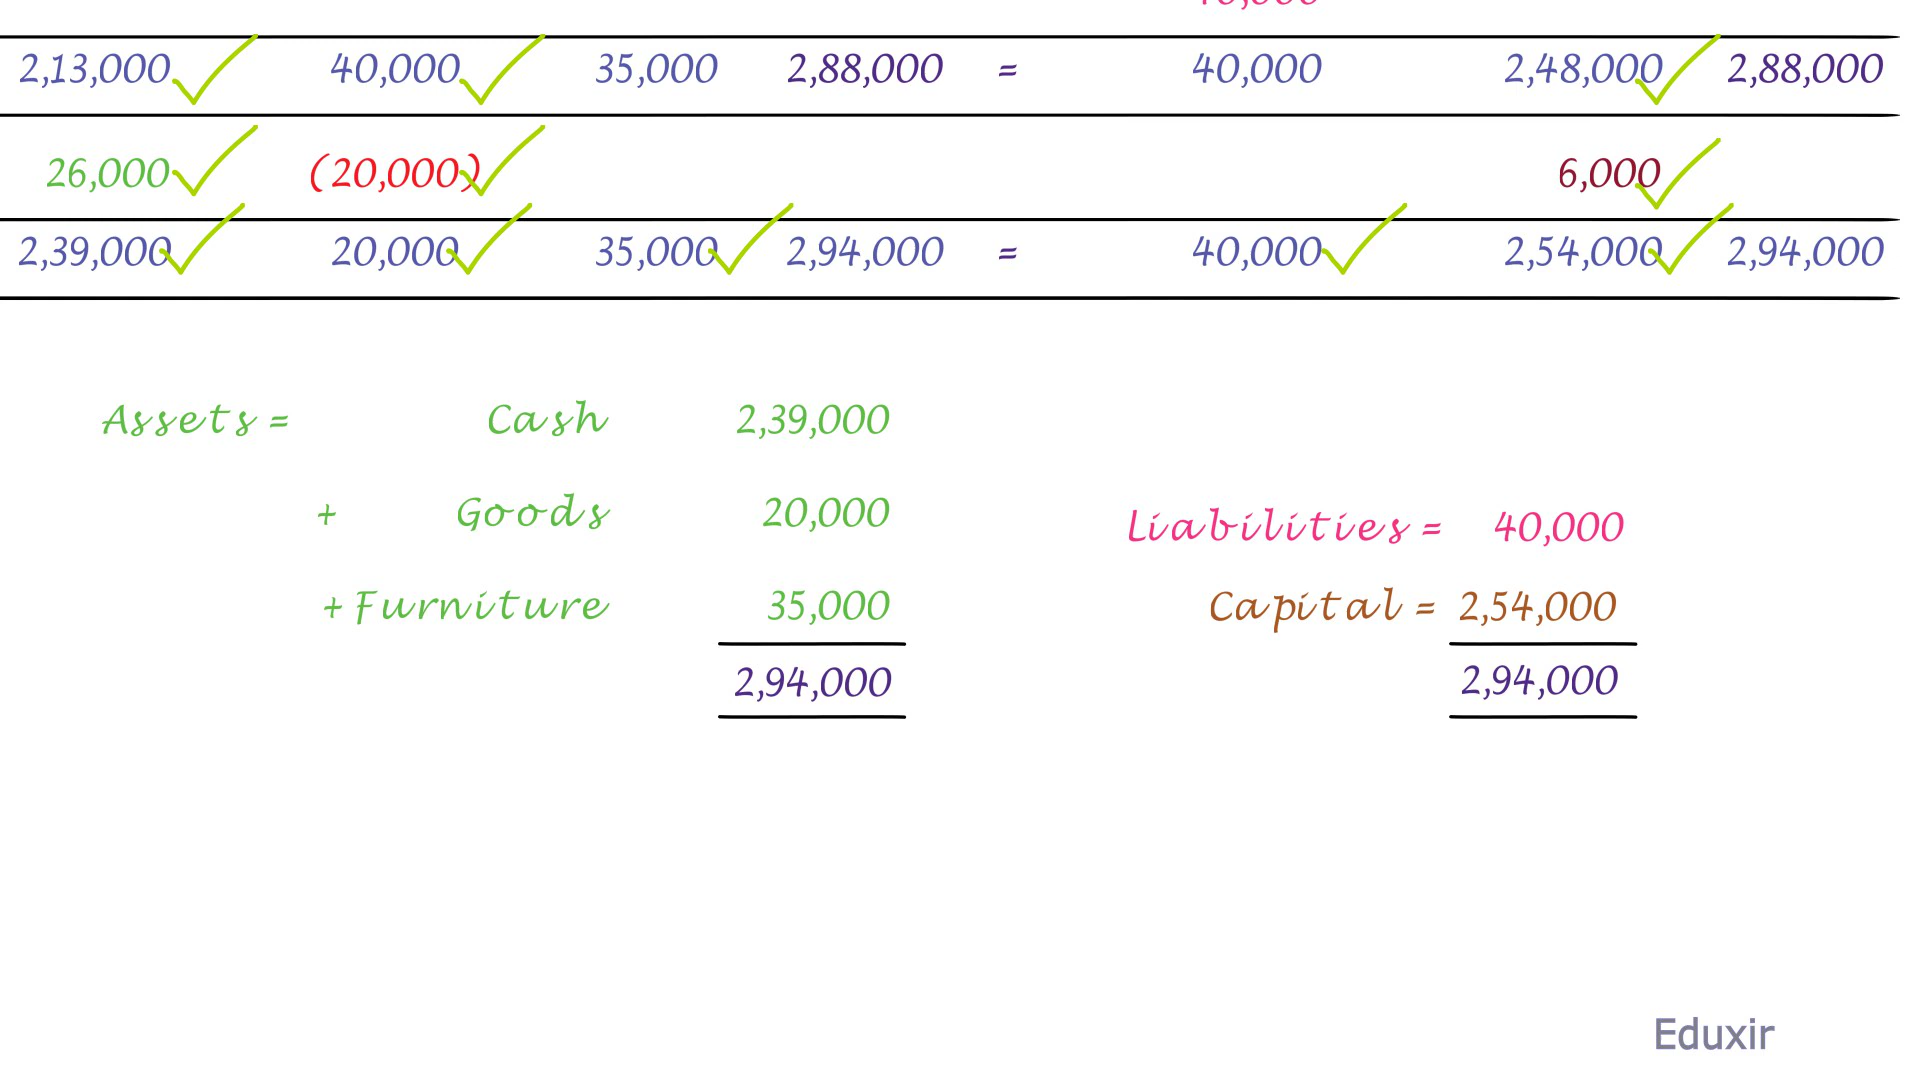 2,13,000 40,000 35,000 2,88,000 = 40,000 2,48,000 2,88,000
26,000 (20,000) 6,000
2,39,000 20,000 35,000 2,94,000 = 40,000 2,54,000 2,94,000
Assets = Cash 2,39,000
+ Goods 20,000
Liabilities = 40,000
+ Furniture 35,000
Capital = 2,54,000
2,94,000
2,94,000
Eduxir